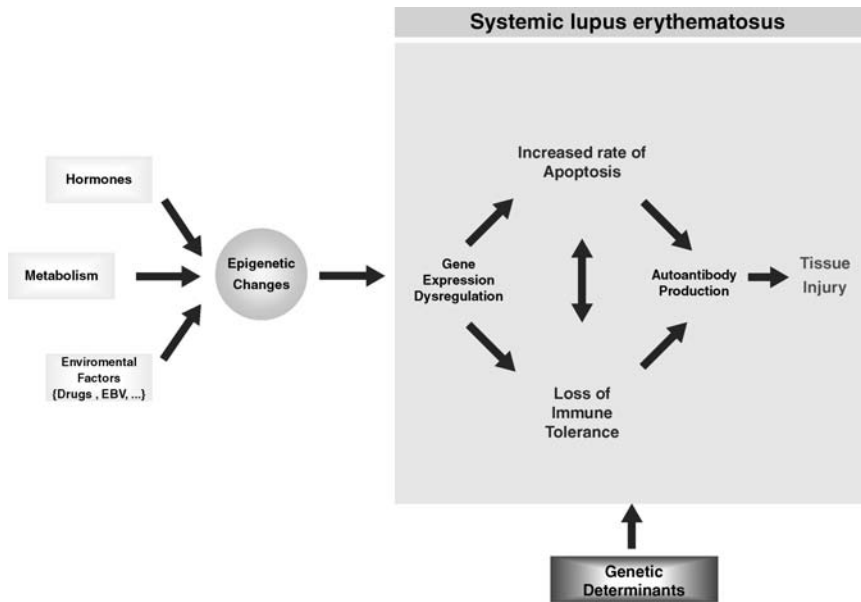 Systemic lupus erythematosus
Hormones
Metabolism
Enviromental
Factors
{Drugs , EBV, ...}
Epigenetic
Changes
Gene
Expression
Dysregulation
Increased rate of
Apoptosis
Loss of
Immune
Tolerance
Autoantibody
Production
Tissue
Injury
Genetic
Determinants